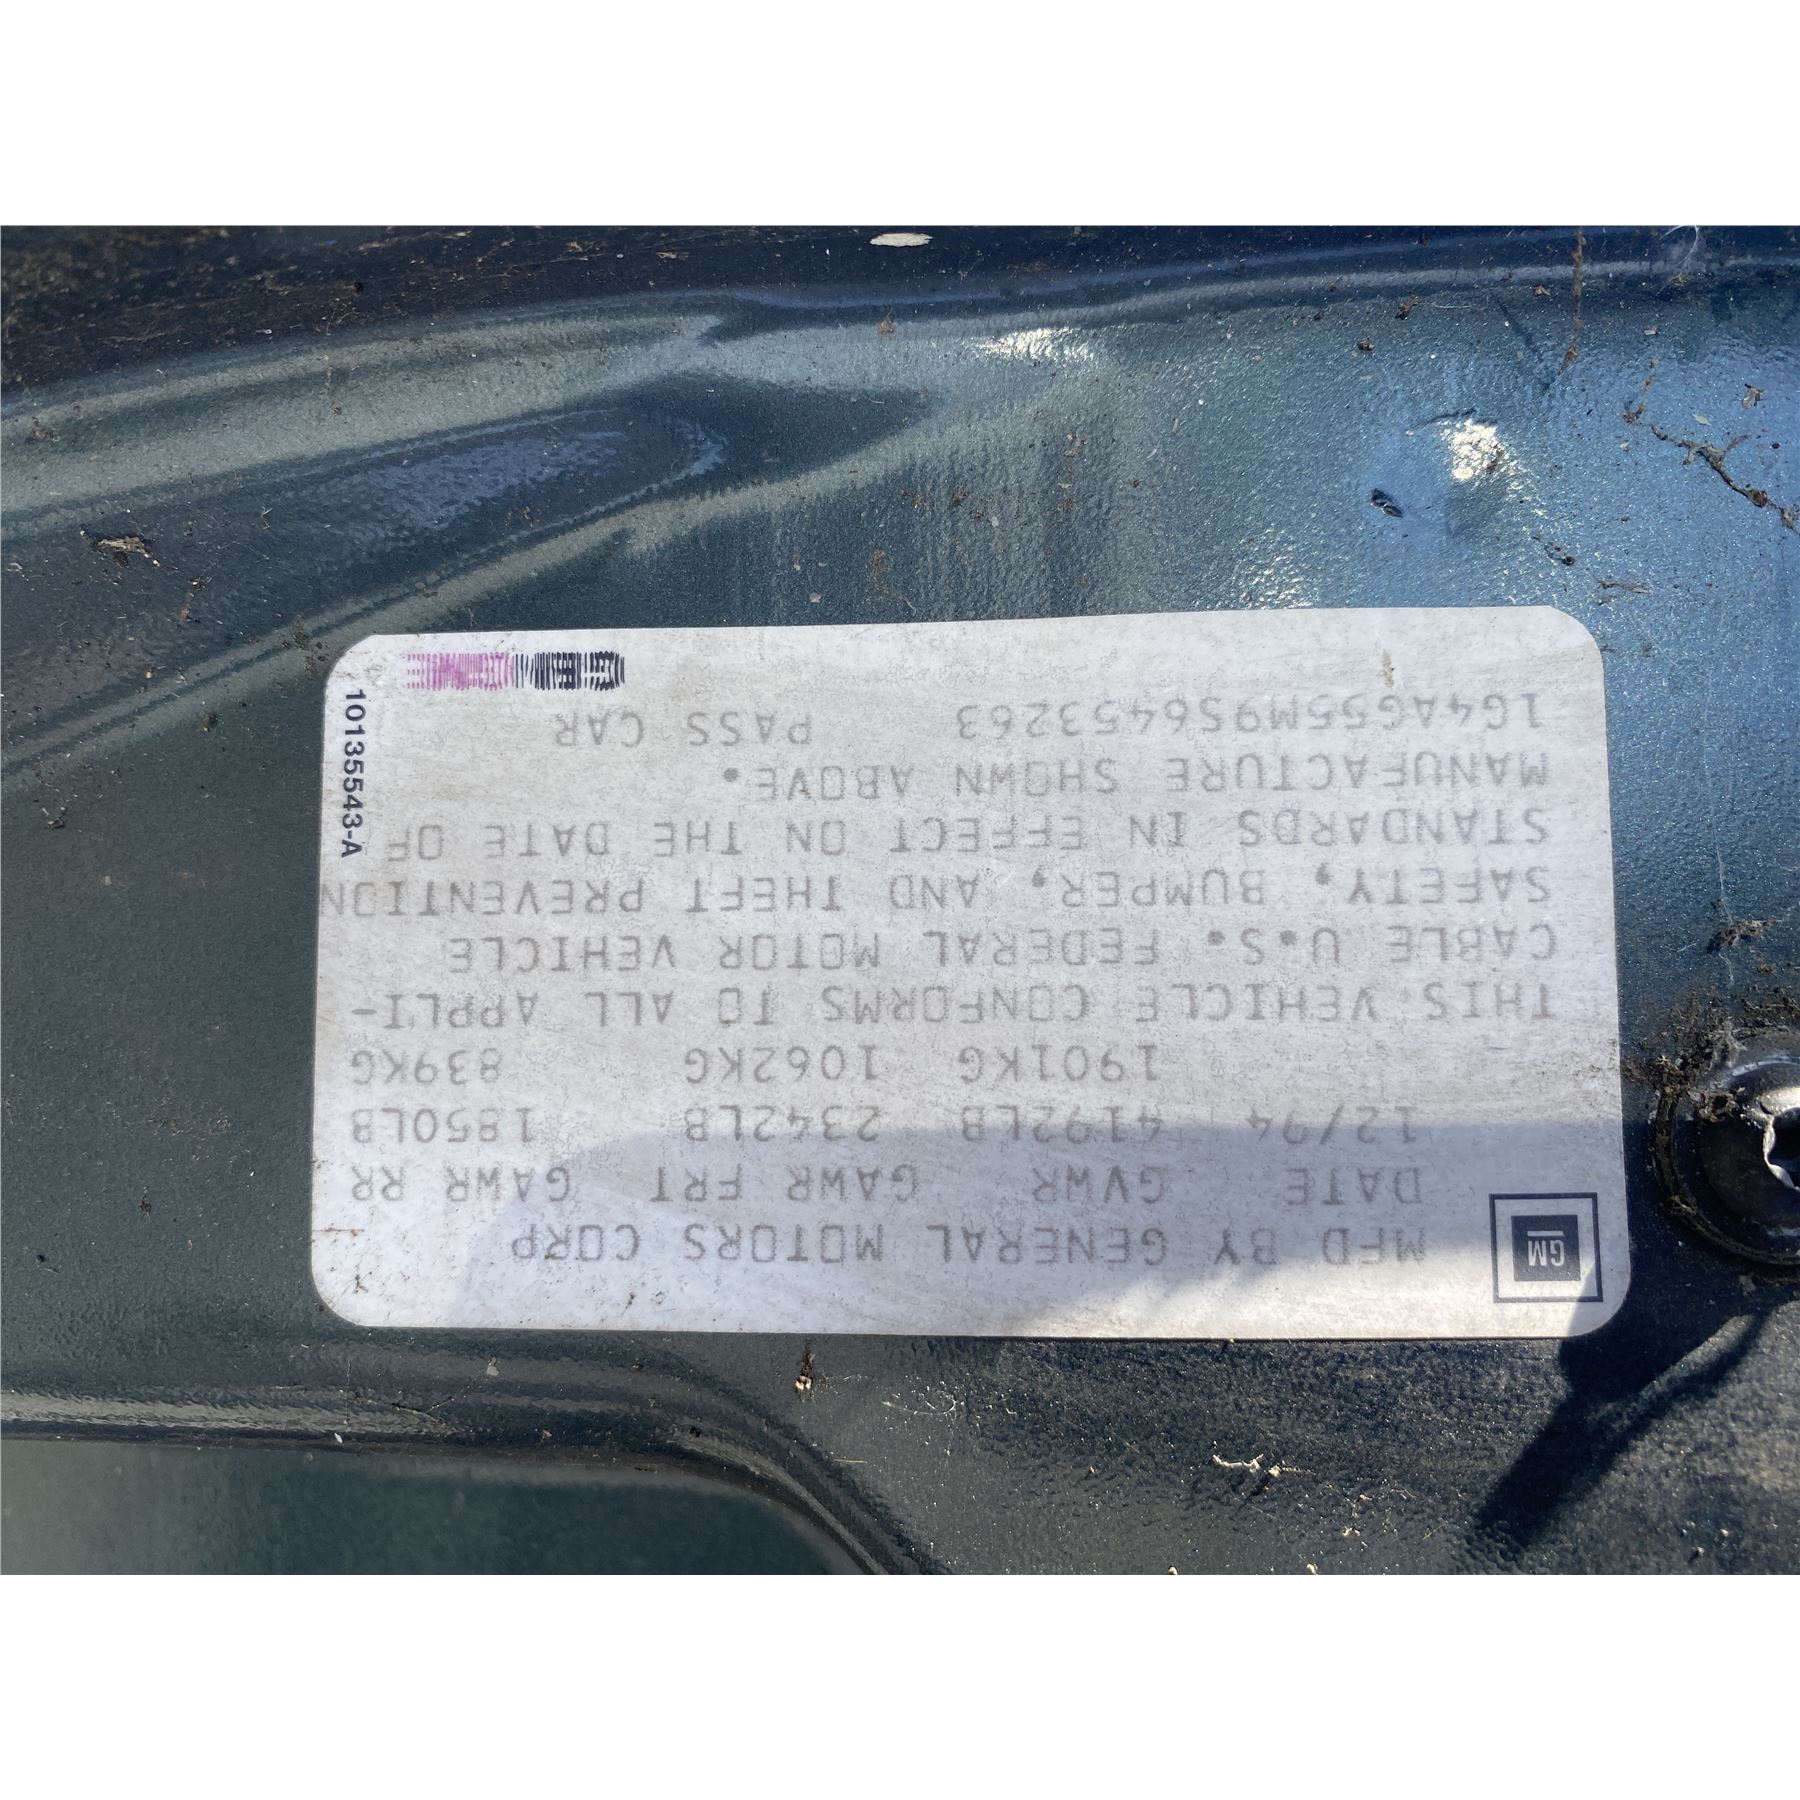 GM
MFD BY GENERAL MOTORS CORP
DATE GVWR GAWR FRT GAWR RR
12/94 4192LB 2342LB 1850LB
1901KG 1062KG 839KG
THIS VEHICLE CONFORMS TO ALL APPLI-
CABLE U.S. FEDERAL MOTOR VEHICLE
SAFETY, BUMPER, AND THEFT PREVENTION
STANDARDS IN EFFECT ON THE DATE OF
MANUFACTURE SHOWN ABOVE.
1G4AG55M9S6453263 PASS CAR
10135543-A